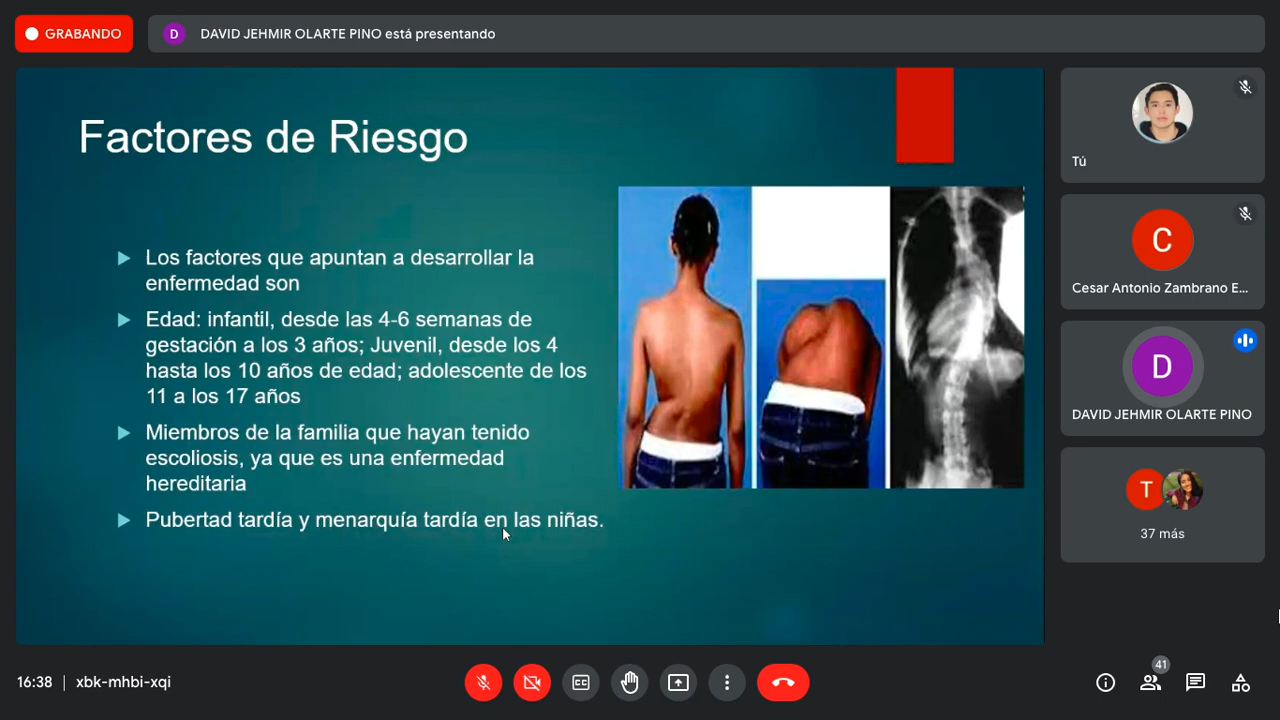 GRABANDO
D
DAVID JEHMIR OLARTE PINO está presentando
Factores de Riesgo
Los factores que apuntan a desarrollar la
enfermedad son
Edad: infantil, desde las 4-6 semanas de
gestación a los 3 años; Juvenil, desde los 4
hasta los 10 años de edad; adolescente de los
11 a los 17 años
Miembros de la familia que hayan tenido
escoliosis, ya que es una enfermedad
hereditaria
Pubertad tardía y menarquía tardía en las niñas.
Tú
C
Cesar Antonio Zambrano E...
D
DAVID JEHMIR OLARTE PINO
T
37 más
16:38 | xbk-mhbi-xqi
CC
41